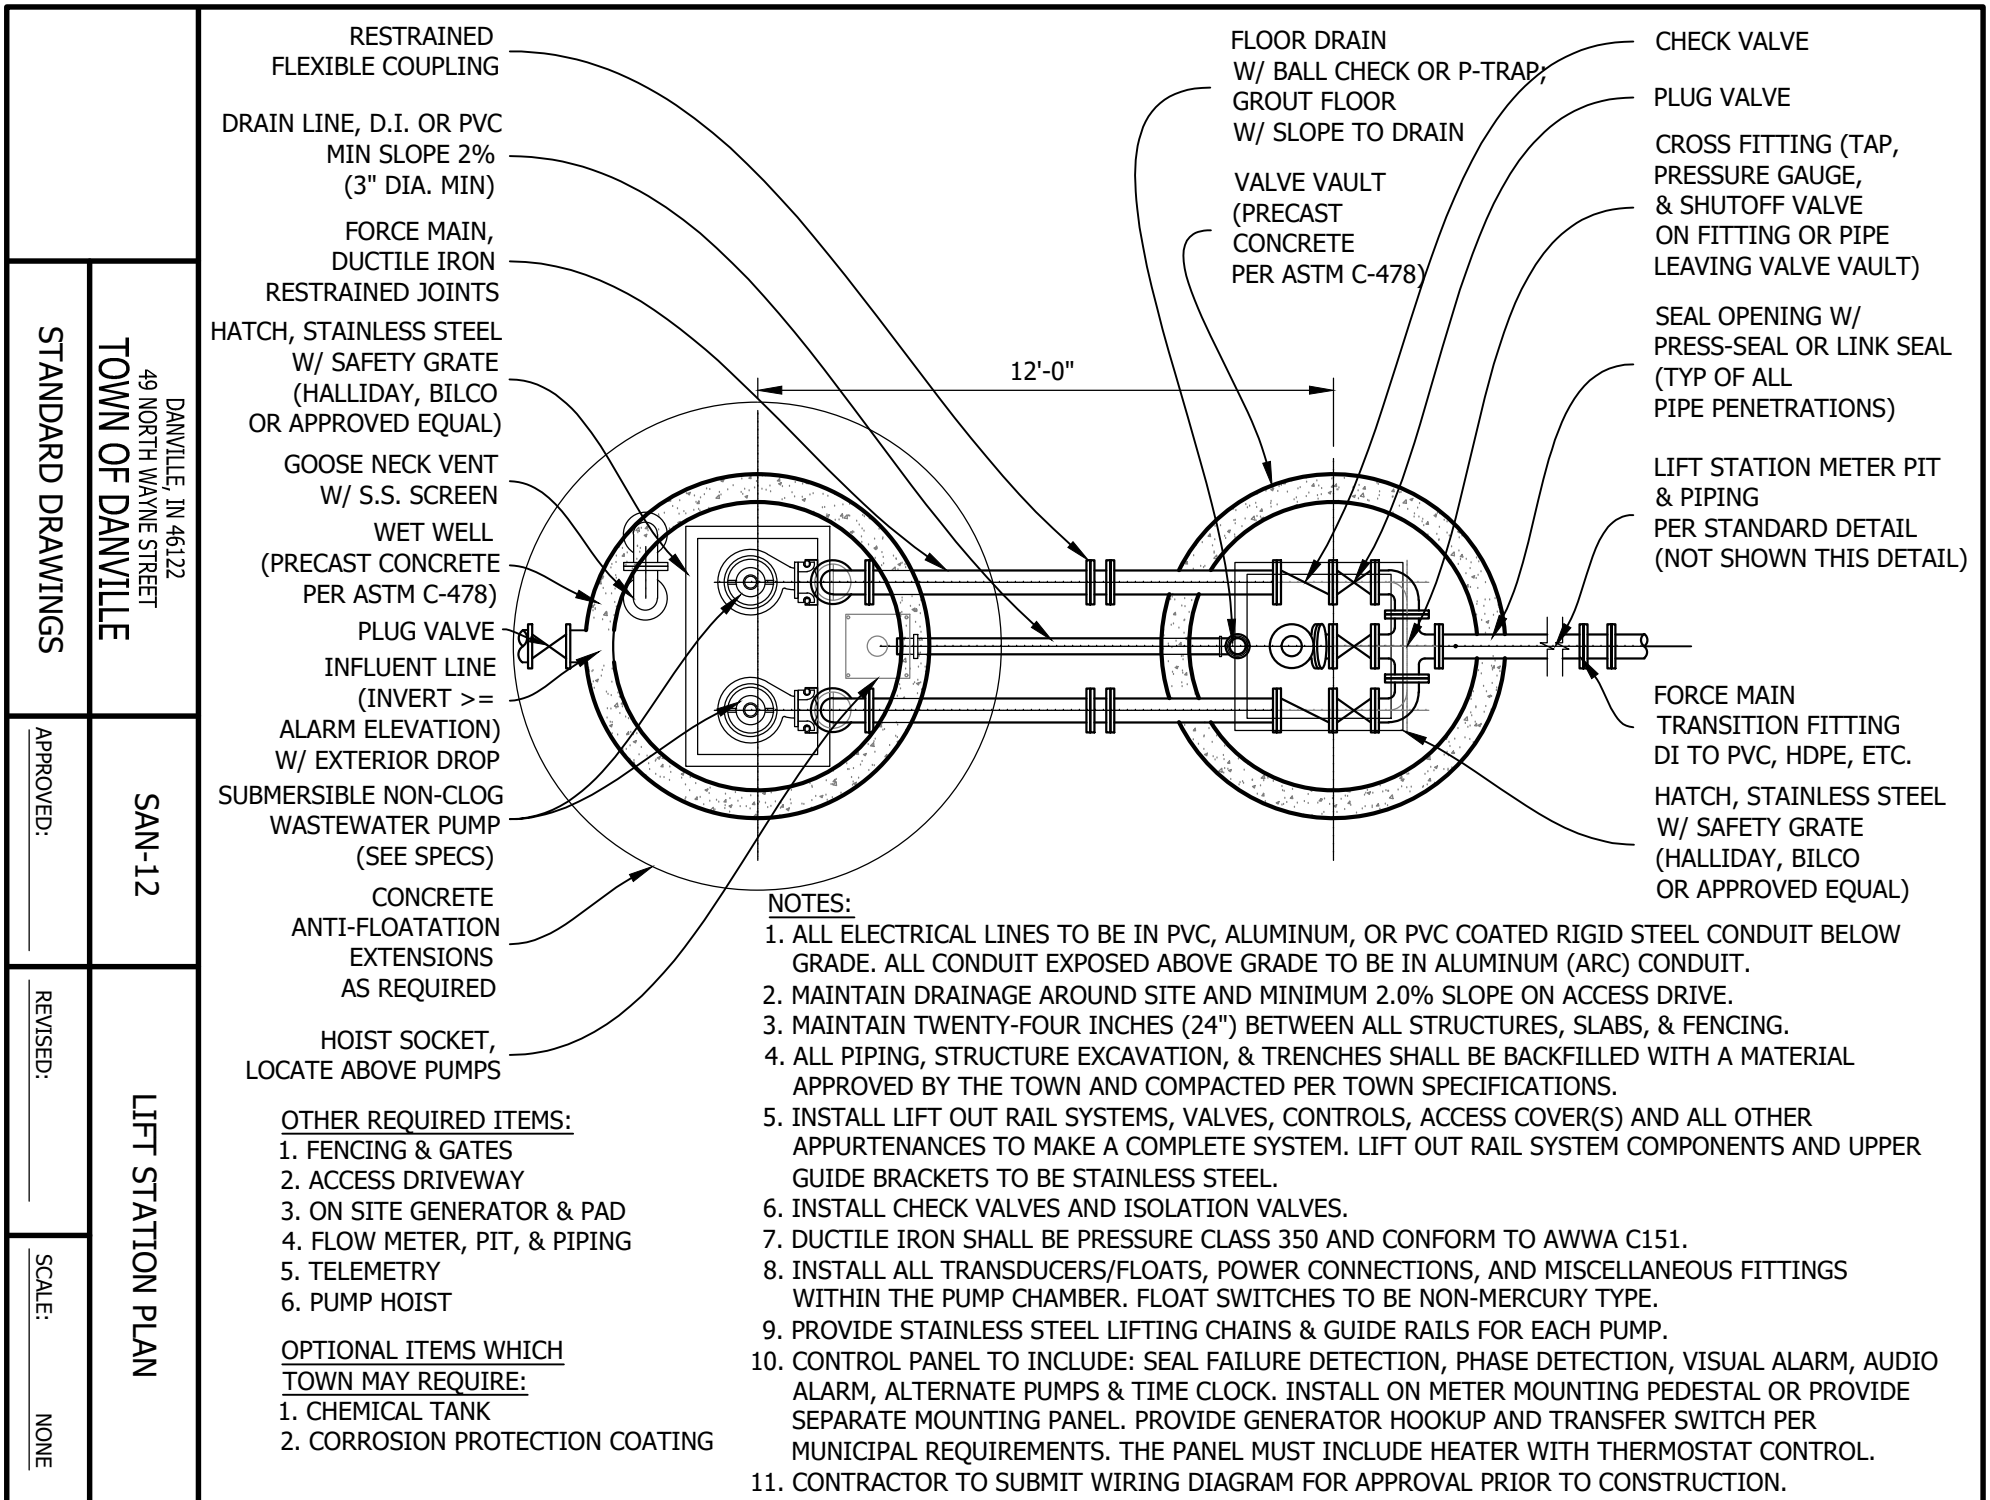 RESTRAINED
FLEXIBLE COUPLING
DRAIN LINE, D.I. OR PVC
MIN SLOPE 2%
(3" DIA. MIN)
FORCE MAIN,
DUCTILE IRON
RESTRAINED JOINTS
HATCH, STAINLESS STEEL
W/ SAFETY GRATE
(HALLIDAY, BILCO
OR APPROVED EQUAL)
GOOSE NECK VENT
W/ S.S. SCREEN
WET WELL
(PRECAST CONCRETE
PER ASTM C-478)
PLUG VALVE
INFLUENT LINE
(INVERT >=
ALARM ELEVATION)
W/ EXTERIOR DROP
SUBMERSIBLE NON-CLOG
WASTEWATER PUMP
(SEE SPECS)
CONCRETE
ANTI-FLOATATION
EXTENSIONS
AS REQUIRED
HOIST SOCKET,
LOCATE ABOVE PUMPS
FLOOR DRAIN
W/ BALL CHECK OR P-TRAP;
GROUT FLOOR
W/ SLOPE TO DRAIN
VALVE VAULT
(PRECAST
CONCRETE
PER ASTM C-478)
12'-0"
CHECK VALVE
PLUG VALVE
CROSS FITTING (TAP,
PRESSURE GAUGE,
& SHUTOFF VALVE
ON FITTING OR PIPE
LEAVING VALVE VAULT)
SEAL OPENING W/
PRESS-SEAL OR LINK SEAL
(TYP OF ALL
PIPE PENETRATIONS)
LIFT STATION METER PIT
& PIPING
PER STANDARD DETAIL
(NOT SHOWN THIS DETAIL)
FORCE MAIN
TRANSITION FITTING
DI TO PVC, HDPE, ETC.
HATCH, STAINLESS STEEL
W/ SAFETY GRATE
(HALLIDAY, BILCO
OR APPROVED EQUAL)
OTHER REQUIRED ITEMS:
1. FENCING & GATES
2. ACCESS DRIVEWAY
3. ON SITE GENERATOR & PAD
4. FLOW METER, PIT, & PIPING
5. TELEMETRY
6. PUMP HOIST
OPTIONAL ITEMS WHICH
TOWN MAY REQUIRE:
1. CHEMICAL TANK
2. CORROSION PROTECTION COATING
NOTES:
1. ALL ELECTRICAL LINES TO BE IN PVC, ALUMINUM, OR PVC COATED RIGID STEEL CONDUIT BELOW
GRADE. ALL CONDUIT EXPOSED ABOVE GRADE TO BE IN ALUMINUM (ARC) CONDUIT.
2. MAINTAIN DRAINAGE AROUND SITE AND MINIMUM 2.0% SLOPE ON ACCESS DRIVE.
3. MAINTAIN TWENTY-FOUR INCHES (24") BETWEEN ALL STRUCTURES, SLABS, & FENCING.
4. ALL PIPING, STRUCTURE EXCAVATION, & TRENCHES SHALL BE BACKFILLED WITH A MATERIAL
APPROVED BY THE TOWN AND COMPACTED PER TOWN SPECIFICATIONS.
5. INSTALL LIFT OUT RAIL SYSTEMS, VALVES, CONTROLS, ACCESS COVER(S) AND ALL OTHER
APPURTENANCES TO MAKE A COMPLETE SYSTEM. LIFT OUT RAIL SYSTEM COMPONENTS AND UPPER
GUIDE BRACKETS TO BE STAINLESS STEEL.
6. INSTALL CHECK VALVES AND ISOLATION VALVES.
7. DUCTILE IRON SHALL BE PRESSURE CLASS 350 AND CONFORM TO AWWA C151.
8. INSTALL ALL TRANSDUCERS/FLOATS, POWER CONNECTIONS, AND MISCELLANEOUS FITTINGS
WITHIN THE PUMP CHAMBER. FLOAT SWITCHES TO BE NON-MERCURY TYPE.
9. PROVIDE STAINLESS STEEL LIFTING CHAINS & GUIDE RAILS FOR EACH PUMP.
10. CONTROL PANEL TO INCLUDE: SEAL FAILURE DETECTION, PHASE DETECTION, VISUAL ALARM, AUDIO
ALARM, ALTERNATE PUMPS & TIME CLOCK. INSTALL ON METER MOUNTING PEDESTAL OR PROVIDE
SEPARATE MOUNTING PANEL. PROVIDE GENERATOR HOOKUP AND TRANSFER SWITCH PER
MUNICIPAL REQUIREMENTS. THE PANEL MUST INCLUDE HEATER WITH THERMOSTAT CONTROL.
11. CONTRACTOR TO SUBMIT WIRING DIAGRAM FOR APPROVAL PRIOR TO CONSTRUCTION.
DANVILLE, IN 46122
49 NORTH WAYNE STREET
TOWN OF DANVILLE
STANDARD DRAWINGS
SAN-12
APPROVED:
LIFT STATION PLAN
REVISED:
SCALE: NONE